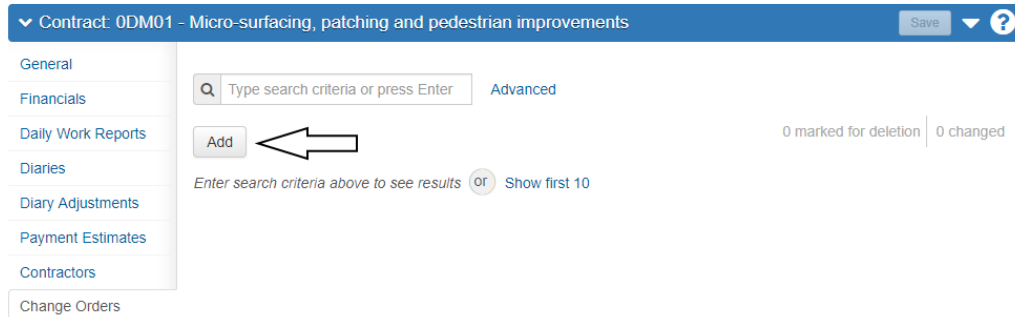 Contract: 0DM01 - Micro-surfacing, patching and pedestrian improvements
Save
?
General
Financials
Daily Work Reports
Diaries
Diary Adjustments
Payment Estimates
Contractors
Change Orders
Type search criteria or press Enter
Advanced
Add
0 marked for deletion
0 changed
Enter search criteria above to see results or Show first 10